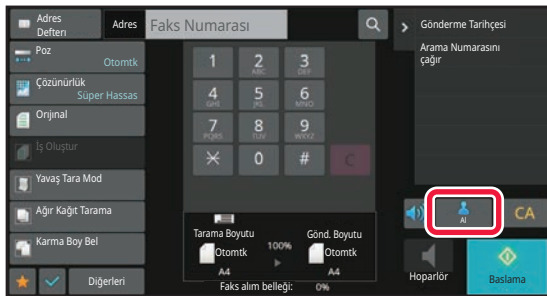 Adres
Defteri
Adres
Faks Numarası
Gönderme Tarihçesi
Poz
Otomtk
Arama Numarasını
çağır
Çözünürlük
Süper Hassas
Orıjınal
İş Oluştur
Yavaş Tara Mod
Ağır Kağıt Tarama
Karma Boy Bel
Diğerleri
1
2
ABC
3
DEF
4
GHI
5
JKL
6
MNO
7
PQRS
8
TUV
9
WXYZ
0
#
C
Tarama Boyutu
Gönd. Boyutu
100%
Otomtk
Otomtk
A4
A4
Faks alım belleği:
0%
Al
CA
Hoparlör
Baslama